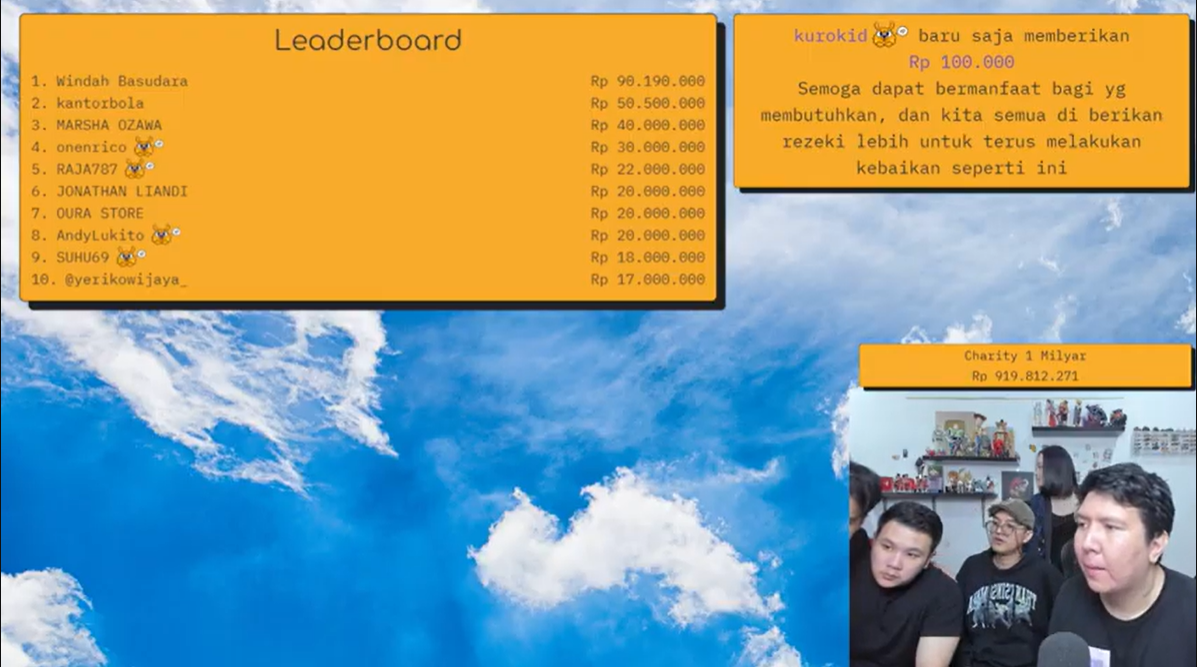 Leaderboard
1. Windah Basudara Rp 90.190.000
2. kantorbola Rp 50.500.000
3. MARSHA OZAWA Rp 40.000.000
4. onenrico Rp 30.000.000
5. RAJA787 Rp 22.000.000
6. JONATHAN LIANDI Rp 20.000.000
7. OURA STORE Rp 20.000.000
8. AndyLukito Rp 20.000.000
9. SUHU69 Rp 18.000.000
10. @yerikowijaya_ Rp 17.000.000
kurokid baru saja memberikan
Rp 100.000
Semoga dapat bermanfaat bagi yg
membutuhkan, dan kita semua di berikan
rezeki lebih untuk terus melakukan
kebaikan seperti ini
Charity 1 Milyar
Rp 919.812.271